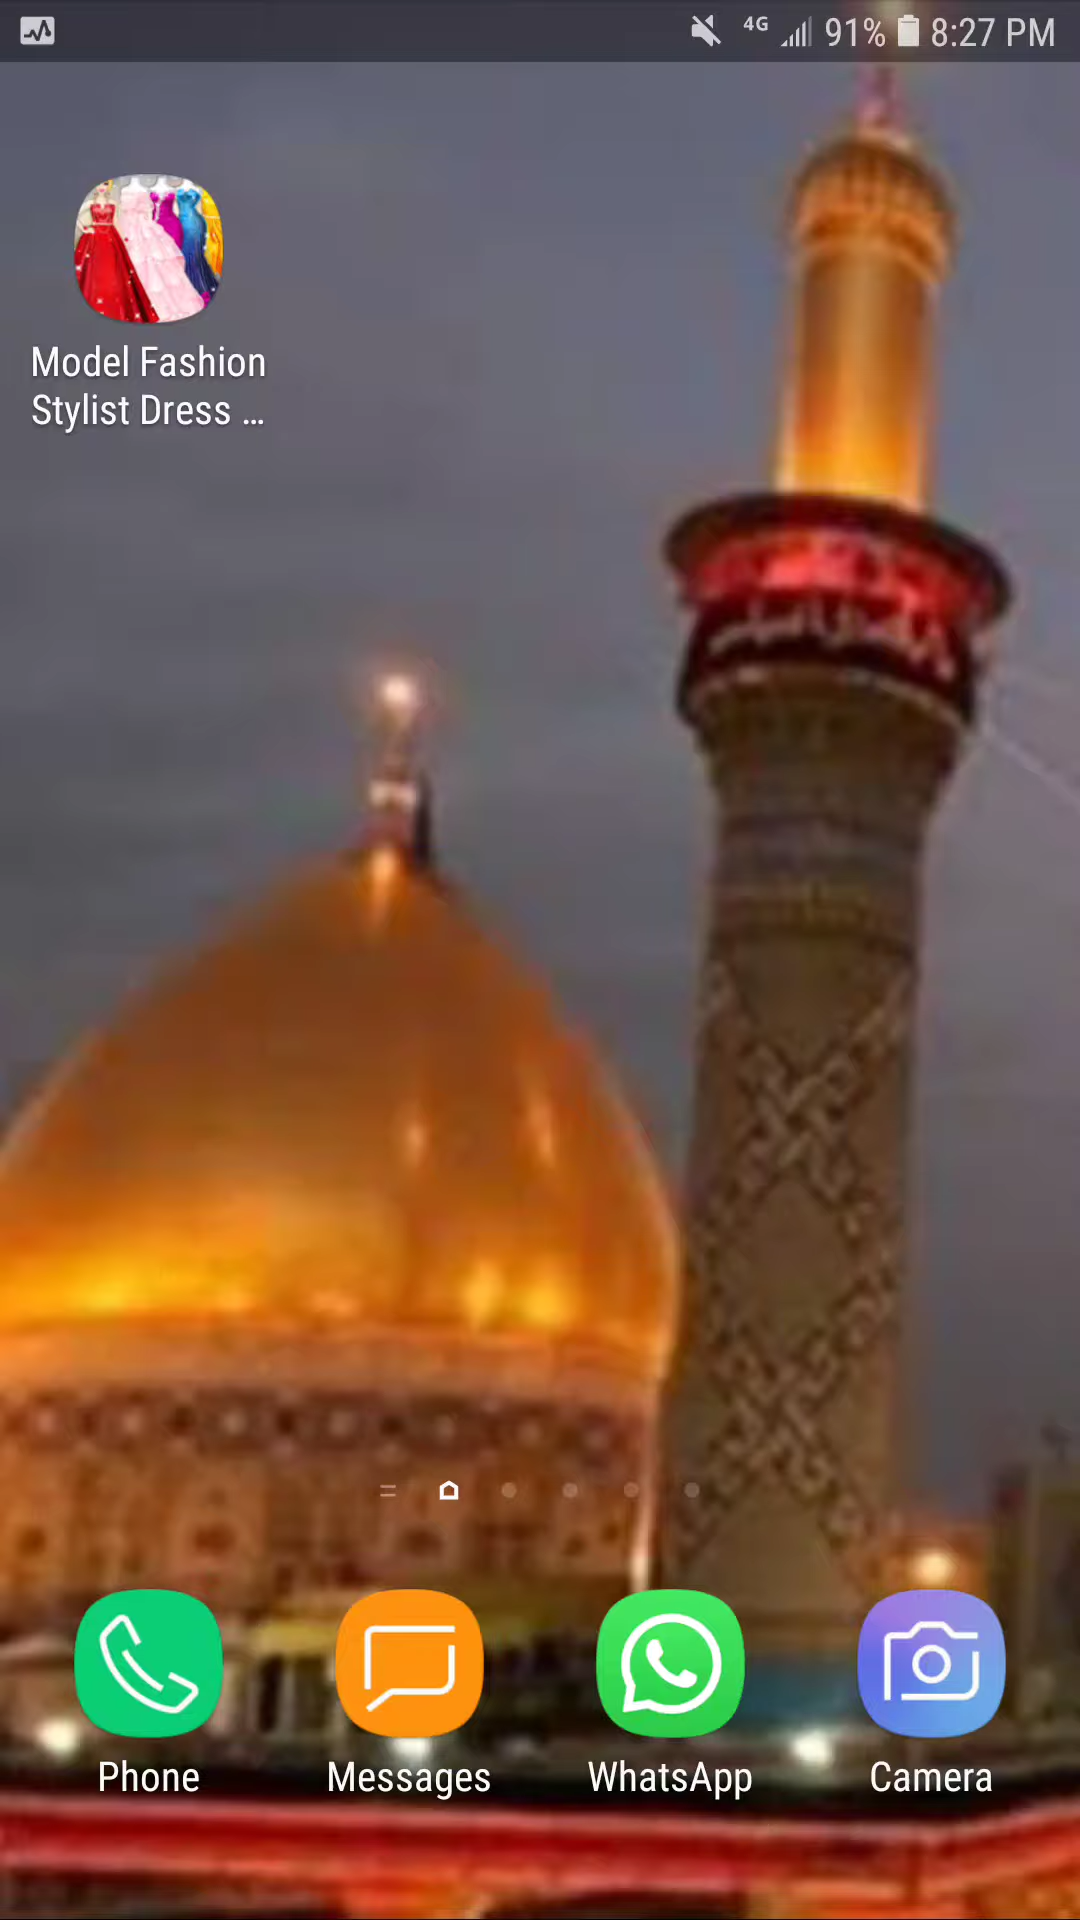 4G 91% 8:27 PM
Model Fashion
Stylist Dress ...
Phone
Messages
WhatsApp
Camera